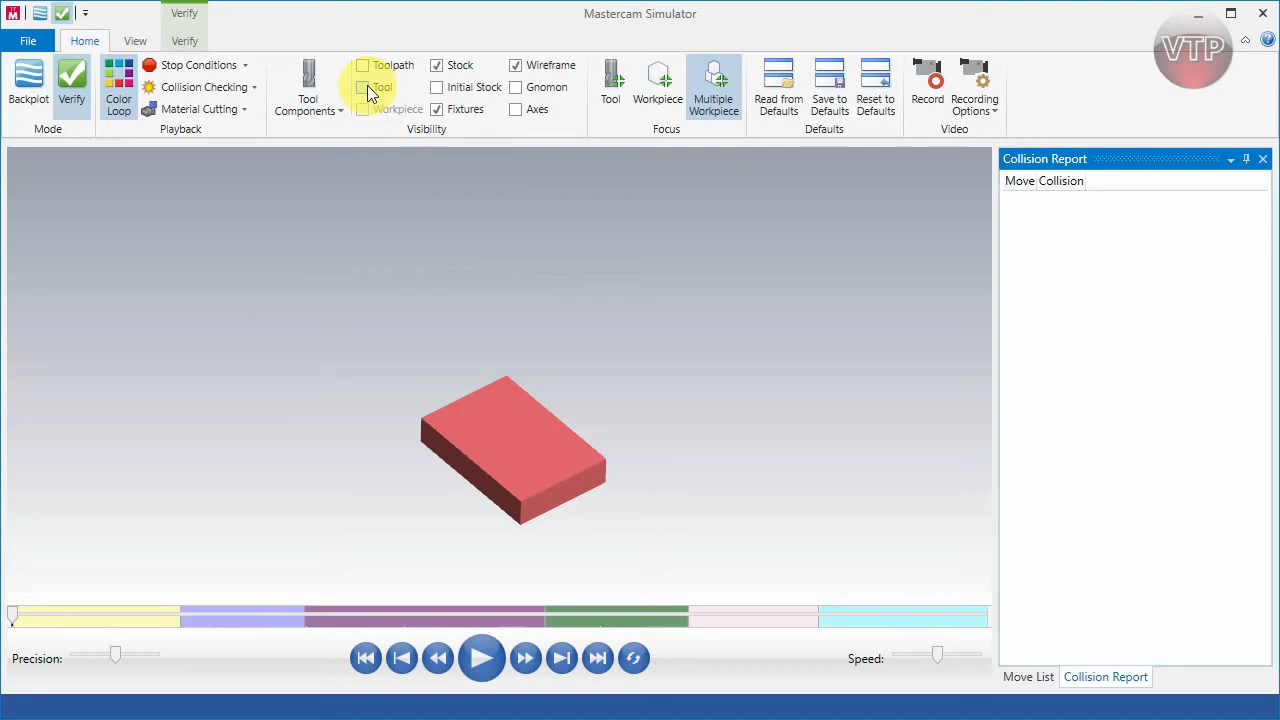 Verify
Mastercam Simulator
VTP
File
Home
View
Verify
Backplot
Verify
Mode
Color
Loop
Stop Conditions
Collision Checking
Material Cutting
Playback
Tool
Components
Toolpath
Tool
Workpiece
Stock
Initial Stock
Fixtures
Wireframe
Gnomon
Axes
Visibility
Tool
Workpiece
Multiple
Workpiece
Focus
Read from
Defaults
Save to
Defaults
Reset to
Defaults
Defaults
Record
Recording
Options
Video
Collision Report
Move Collision
Precision:
Speed:
Move List
Collision Report